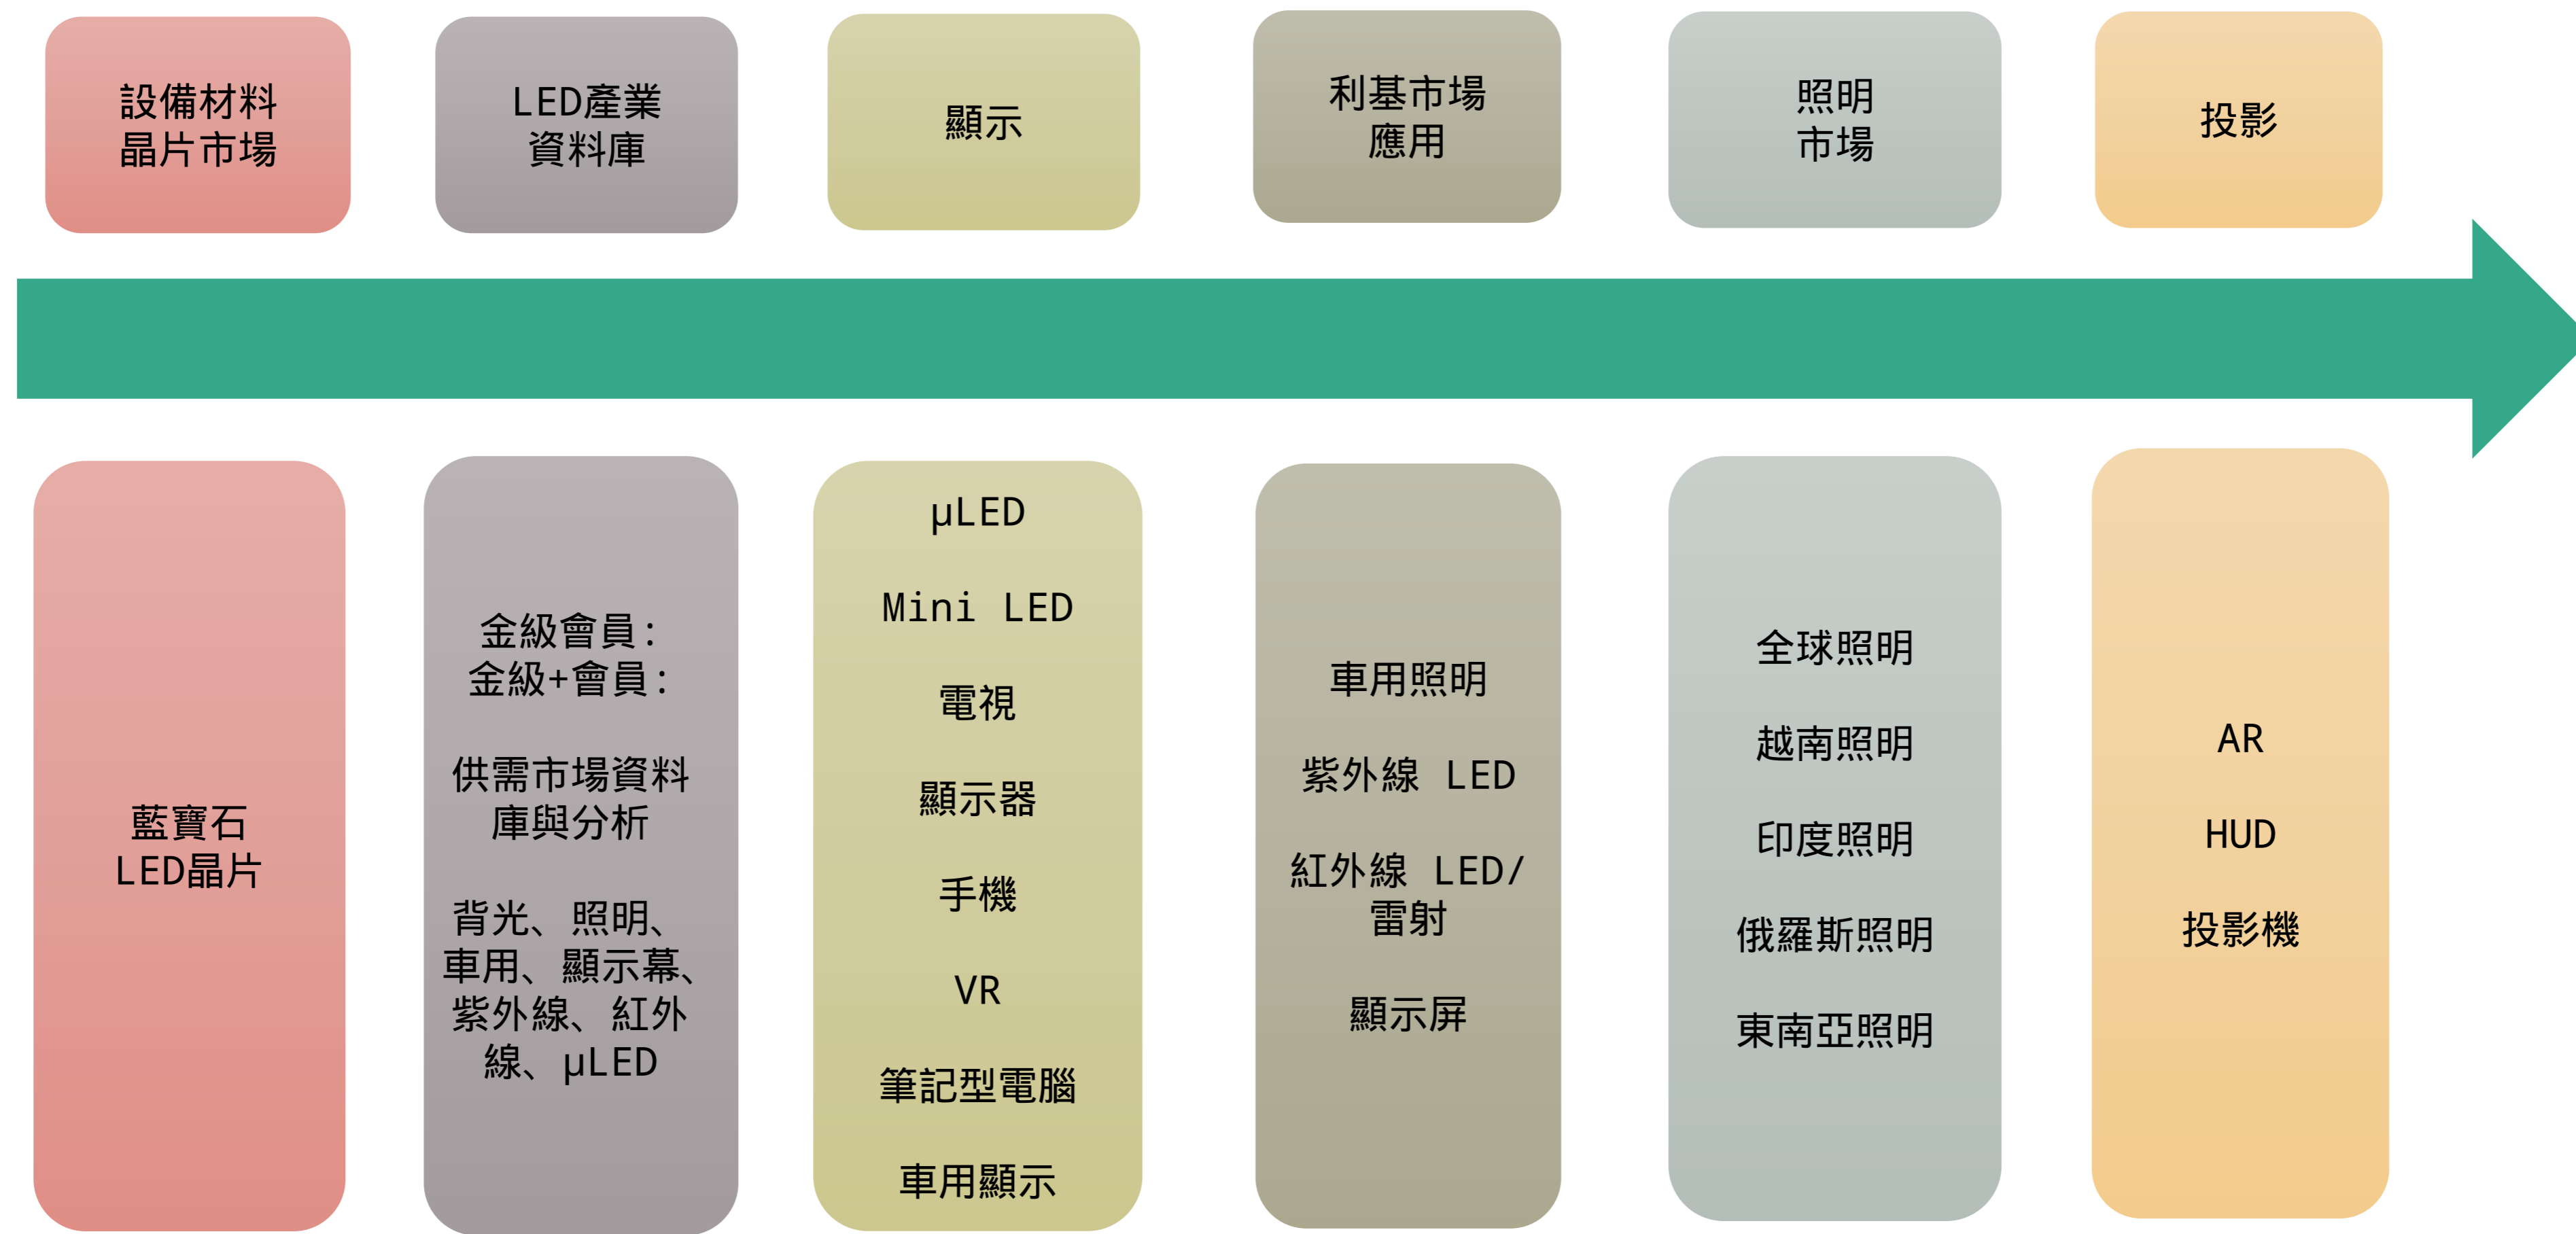 設備材料
晶片市場
LED產業
資料庫
顯示
利基市場
應用
照明
市場
投影
藍寶石
LED晶片
金級會員:
金級+會員:
供需市場資料
庫與分析
背光、照明、
車用、顯示幕、
紫外線、紅外
線、μLED
μLED
Mini LED
電視
顯示器
手機
VR
筆記型電腦
車用顯示
車用照明
紫外線 LED
紅外線 LED/
雷射
顯示屏
全球照明
越南照明
印度照明
俄羅斯照明
東南亞照明
AR
HUD
投影機